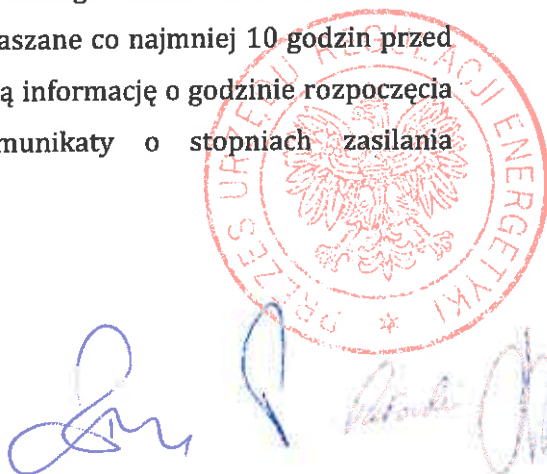 aszane co najmniej 10 godzin przed
ą informację o godzinie rozpoczęcia
munikaty o stopniach zasilania
PREZES URZĘDU REGULACJI ENERGETYKI